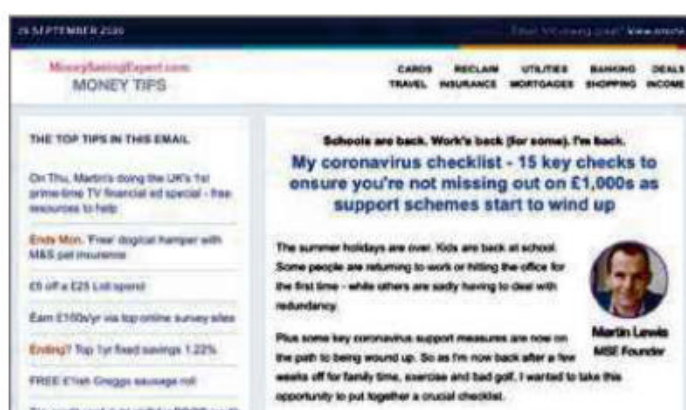 SEPTEMBER 2020
View online
MoneySavingExpert.com
MONEY TIPS
CARDS RECLAIM UTILITIES BANKING DEALS
TRAVEL INSURANCE MORTGAGES SHOPPING INCOME
THE TOP TIPS IN THIS EMAIL
On Thu, Martin's doing the UK's 1st
prime-time TV financial ed special - free
resources to help
Ends Mon. 'Free' dog/cat hamper with
M&S pet insurance
£5 off a £25 Lidl spend
Earn £100s/yr via top online survey sites
Ending? Top 1yr fixed savings 1.22%
FREE £1ish Greggs sausage roll
Schools are back. Work's back (for some). I'm back.
My coronavirus checklist - 15 key checks to
ensure you're not missing out on £1,000s as
support schemes start to wind up
The summer holidays are over. Kids are back at school.
Some people are returning to work or hitting the office for
the first time - while others are sadly having to deal with
redundancy.
Plus some key coronavirus support measures are now on
the path to being wound up. So as I'm now back after a few
weeks off for family time, exercise and bad golf, I wanted to take this
opportunity to put together a crucial checklist.
Martin Lewis
MSE Founder